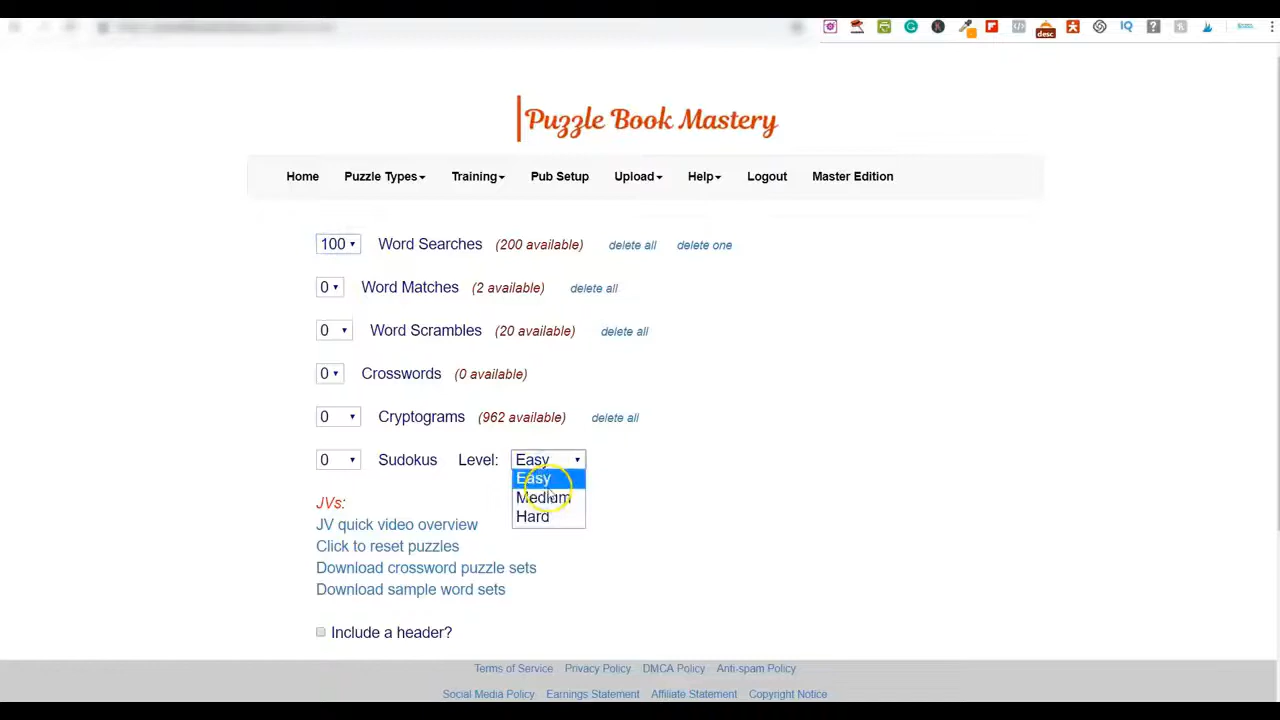 desc
IQ
Puzzle Book Mastery
Home Puzzle Types Training Pub Setup Upload Help Logout Master Edition
100 Word Searches (200 available) delete all delete one
0 Word Matches (2 available) delete all
0 Word Scrambles (20 available) delete all
0 Crosswords (0 available)
0 Cryptograms (962 available) delete all
0 Sudokus Level: Easy
Easy
Medium
Hard
JVs:
JV quick video overview
Click to reset puzzles
Download crossword puzzle sets
Download sample word sets
Include a header?
Terms of Service Privacy Policy DMCA Policy Anti-spam Policy
Social Media Policy Earnings Statement Affiliate Statement Copyright Notice